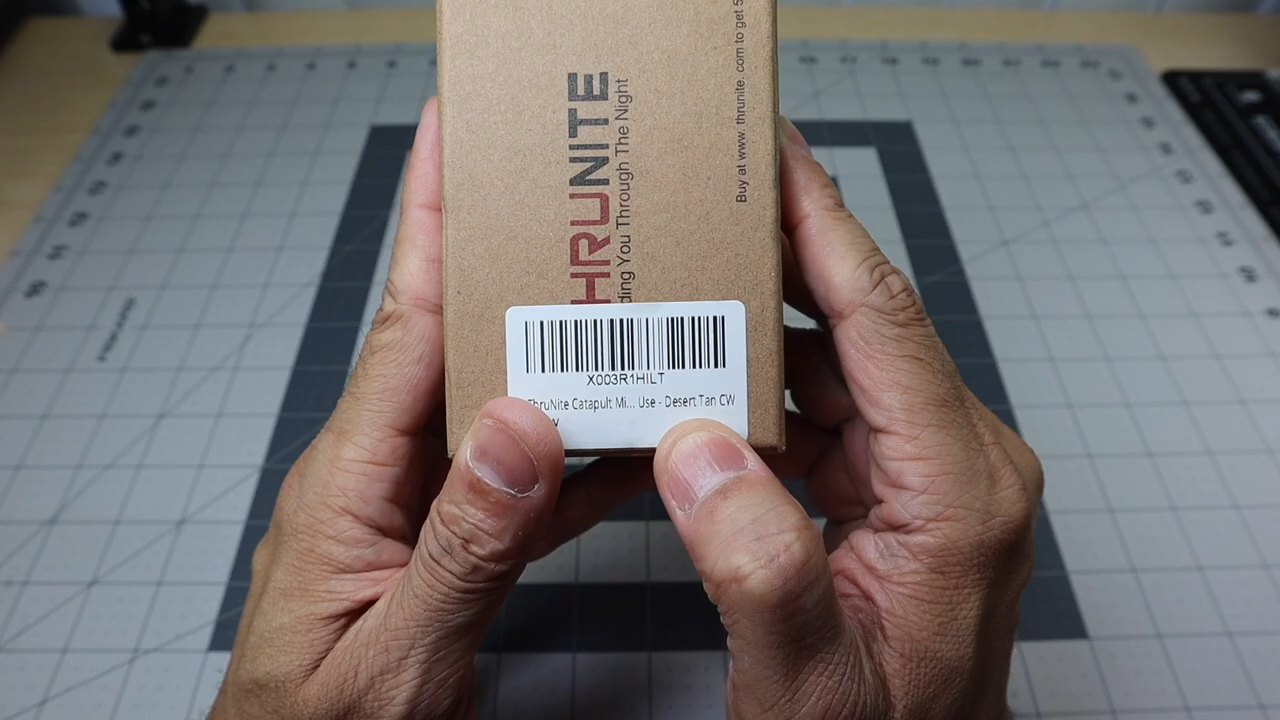 HRUNITE
ding You Through The Night
Buy at www. thrunite. com to get 5
X003R1HILT
ThruNite Catapult Mi... Use - Desert Tan CW
W